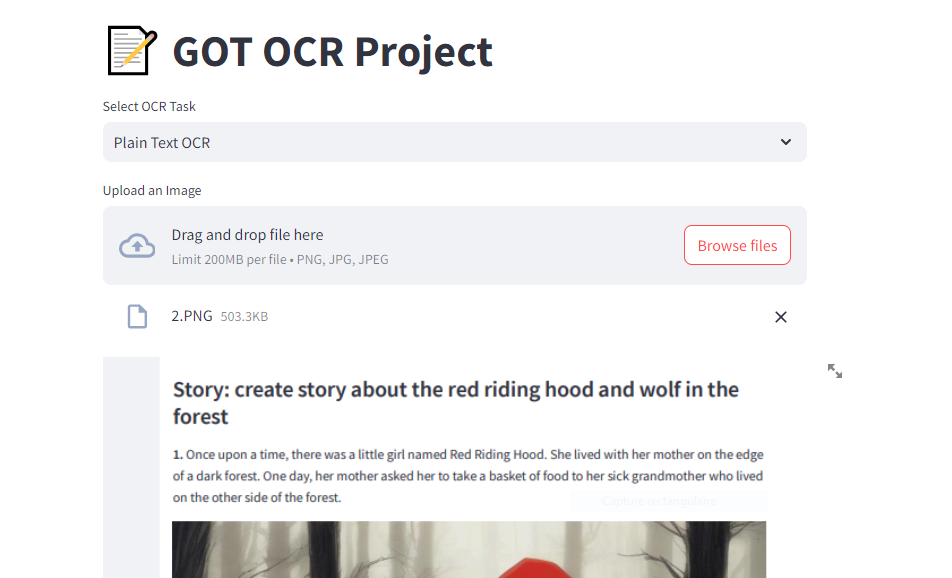 GOT OCR Project
Select OCR Task
Plain Text OCR
Upload an Image
Drag and drop file here
Limit 200MB per file • PNG, JPG, JPEG
Browse files
2.PNG 503.3KB
Story: create story about the red riding hood and wolf in the
forest
1. Once upon a time, there was a little girl named Red Riding Hood. She lived with her mother on the edge
of a dark forest. One day, her mother asked her to take a basket of food to her sick grandmother who lived
on the other side of the forest.
Capture rectangulaire